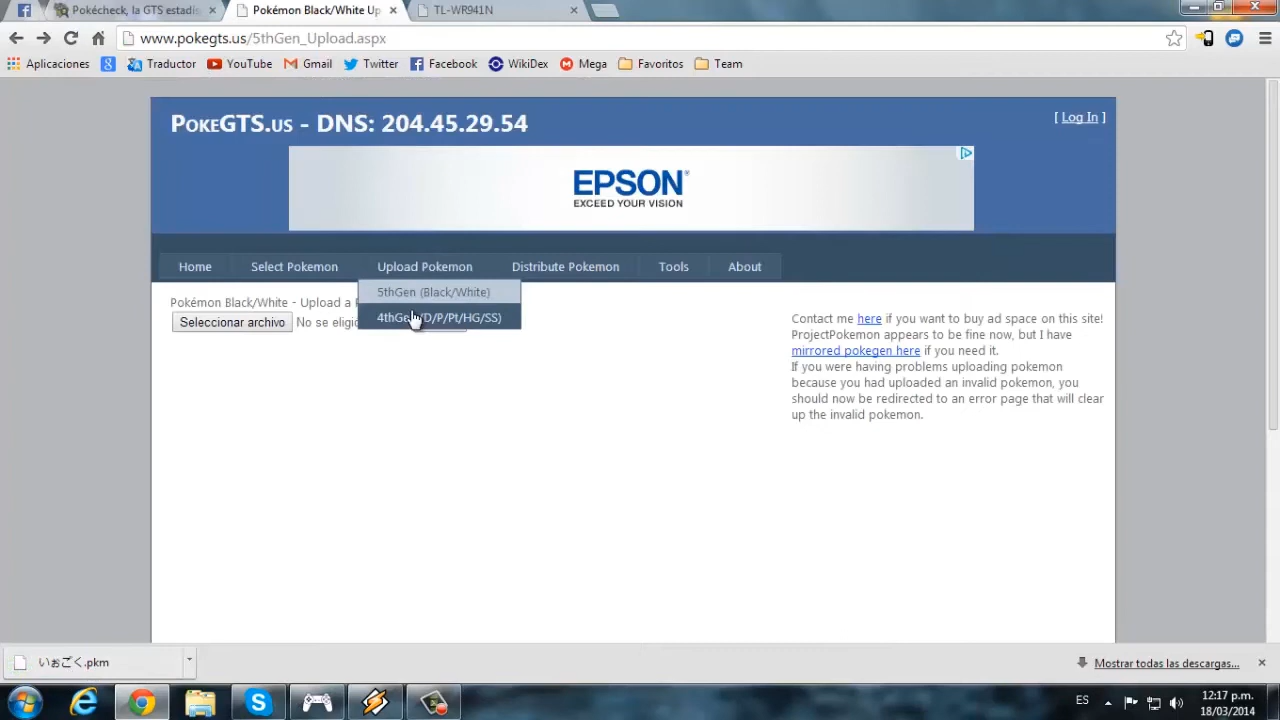 Pokécheck, la GTS estadís
Pokémon Black/White Up
TL-WR941N
www.pokegts.us/5thGen_Upload.aspx
Aplicaciones
Traductor
YouTube
Gmail
Twitter
Facebook
WikiDex
Mega
Favoritos
Team
POKEGTS.US - DNS: 204.45.29.54
[ Log In ]
EPSON
EXCEED YOUR VISION
Home
Select Pokemon
Upload Pokemon
Distribute Pokemon
Tools
About
5thGen (Black/White)
Pokémon Black/White - Upload a
Seleccionar archivo
No se eligi
D/P/Pt/HG/SS)
Contact me here if you want to buy ad space on this site!
ProjectPokemon appears to be fine now, but I have
mirrored pokegen here if you need it.
If you were having problems uploading pokemon
because you had uploaded an invalid pokemon, you
should now be redirected to an error page that will clear
up the invalid pokemon.
いぉごく.pkm
Mostrar todas las descargas...
ES
12:17 p.m.
18/03/2014